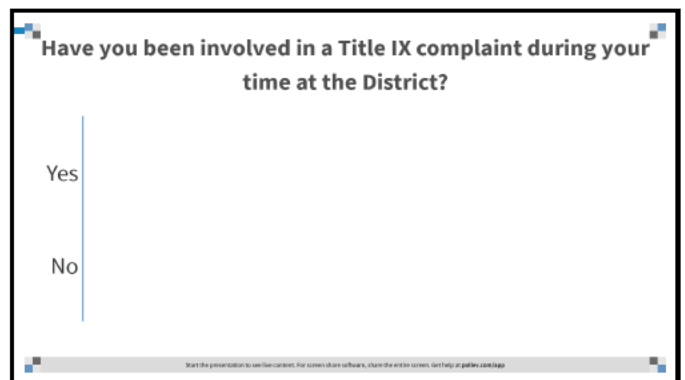 Have you been involved in a Title IX complaint during your
time at the District?
Yes
No
Start the presentation to see live content. For screen share software, share the entire screen. Get help at pollev.com/app